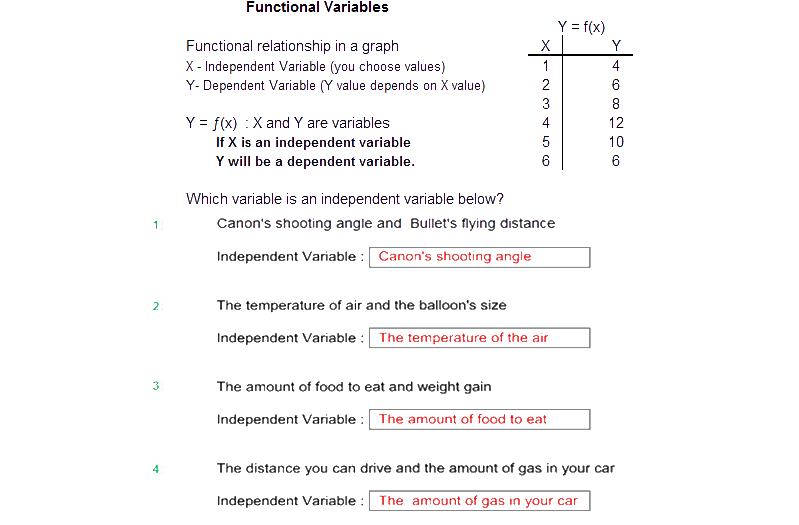 Functional Variables
Y = f(x)
Functional relationship in a graph
X Y
X - Independent Variable (you choose values)
1 4
Y- Dependent Variable (Y value depends on X value)
2 6
3 8
Y = ƒ(x) : X and Y are variables
4 12
If X is an independent variable
5 10
Y will be a dependent variable.
6 6
Which variable is an independent variable below?
1 Canon's shooting angle and Bullet's flying distance
Independent Variable : Canon's shooting angle
2 The temperature of air and the balloon's size
Independent Variable : The temperature of the air
3 The amount of food to eat and weight gain
Independent Variable : The amount of food to eat
4 The distance you can drive and the amount of gas in your car
Independent Variable : The amount of gas in your car